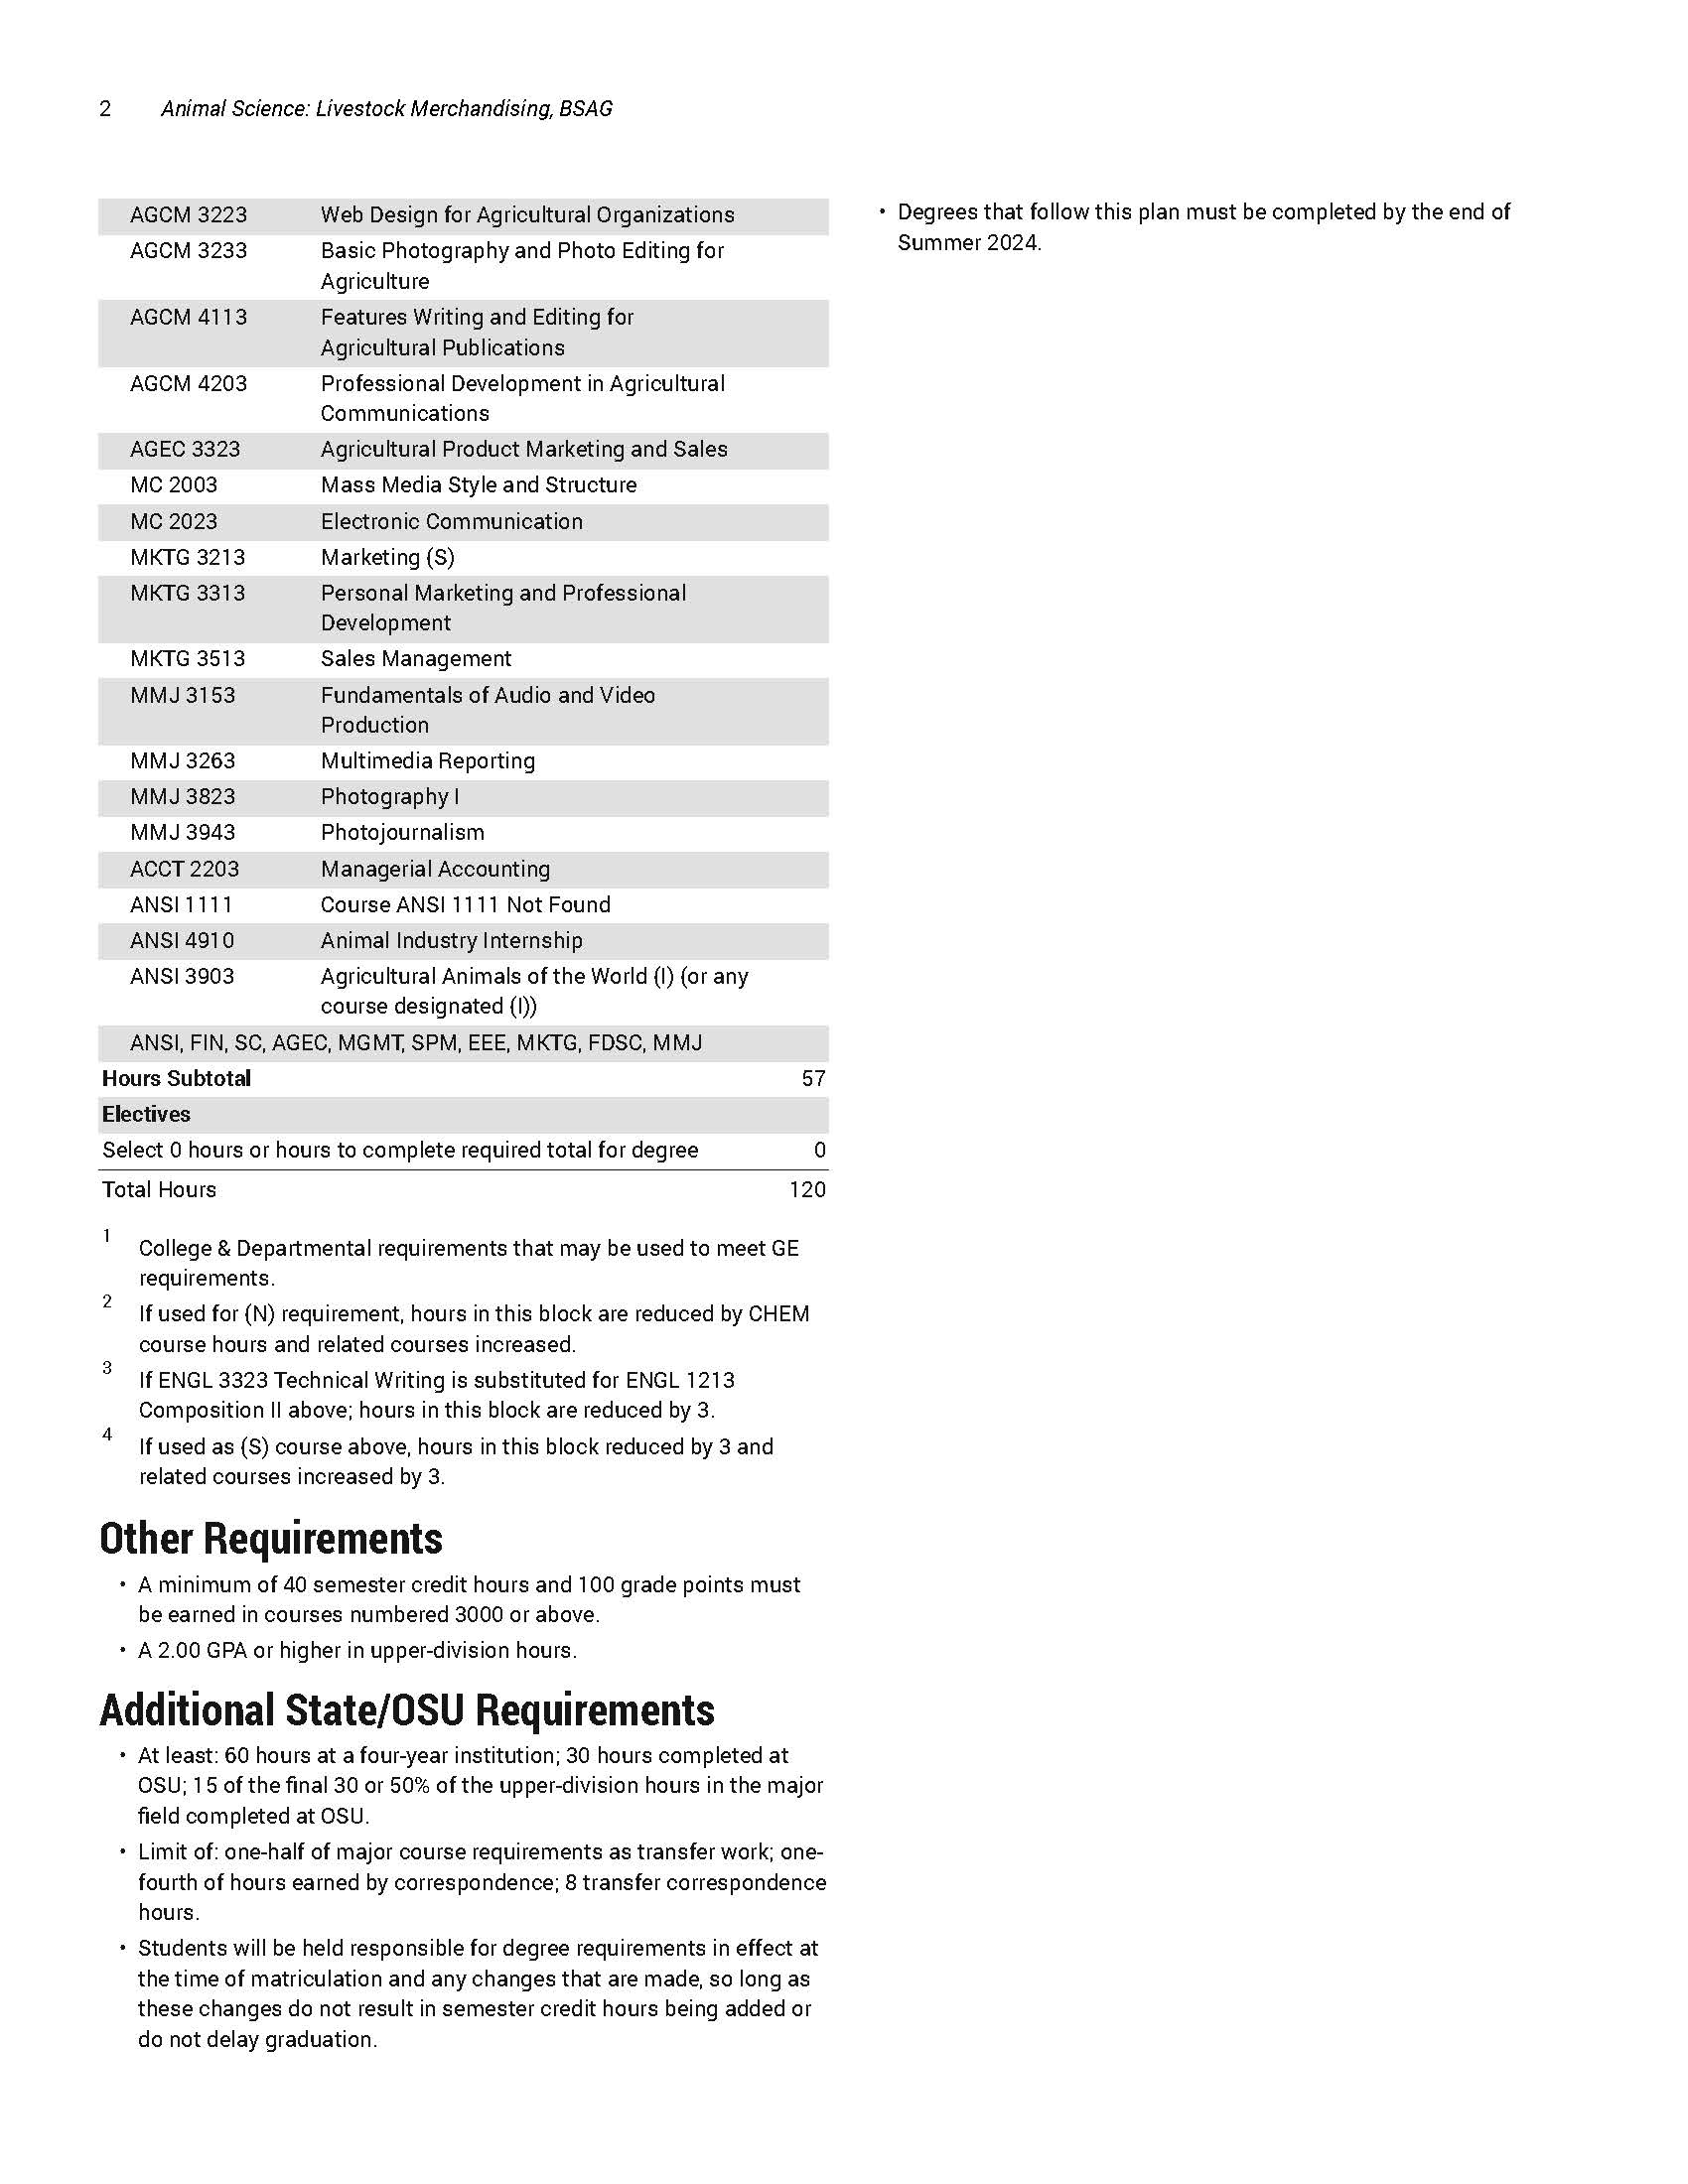 2 Animal Science: Livestock Merchandising, BSAG
AGCM 3223 Web Design for Agricultural Organizations
AGCM 3233 Basic Photography and Photo Editing for
Agriculture
AGCM 4113 Features Writing and Editing for
Agricultural Publications
AGCM 4203 Professional Development in Agricultural
Communications
AGEC 3323 Agricultural Product Marketing and Sales
MC 2003 Mass Media Style and Structure
MC 2023 Electronic Communication
MKTG 3213 Marketing (S)
MKTG 3313 Personal Marketing and Professional
Development
MKTG 3513 Sales Management
MMJ 3153 Fundamentals of Audio and Video
Production
MMJ 3263 Multimedia Reporting
MMJ 3823 Photography I
MMJ 3943 Photojournalism
ACCT 2203 Managerial Accounting
ANSI 1111 Course ANSI 1111 Not Found
ANSI 4910 Animal Industry Internship
ANSI 3903 Agricultural Animals of the World (I) (or any
course designated (I))
ANSI, FIN, SC, AGEC, MGMT, SPM, EEE, MKTG, FDSC, MMJ
Hours Subtotal 57
Electives
Select 0 hours or hours to complete required total for degree 0
Total Hours 120
1 College & Departmental requirements that may be used to meet GE
requirements.
2 If used for (N) requirement, hours in this block are reduced by CHEM
course hours and related courses increased.
3 If ENGL 3323 Technical Writing is substituted for ENGL 1213
Composition II above; hours in this block are reduced by 3.
4 If used as (S) course above, hours in this block reduced by 3 and
related courses increased by 3.
Other Requirements
• A minimum of 40 semester credit hours and 100 grade points must
be earned in courses numbered 3000 or above.
• A 2.00 GPA or higher in upper-division hours.
Additional State/OSU Requirements
• At least: 60 hours at a four-year institution; 30 hours completed at
OSU; 15 of the final 30 or 50% of the upper-division hours in the major
field completed at OSU.
• Limit of: one-half of major course requirements as transfer work; one-
fourth of hours earned by correspondence; 8 transfer correspondence
hours.
• Students will be held responsible for degree requirements in effect at
the time of matriculation and any changes that are made, so long as
these changes do not result in semester credit hours being added or
do not delay graduation.
• Degrees that follow this plan must be completed by the end of
Summer 2024.